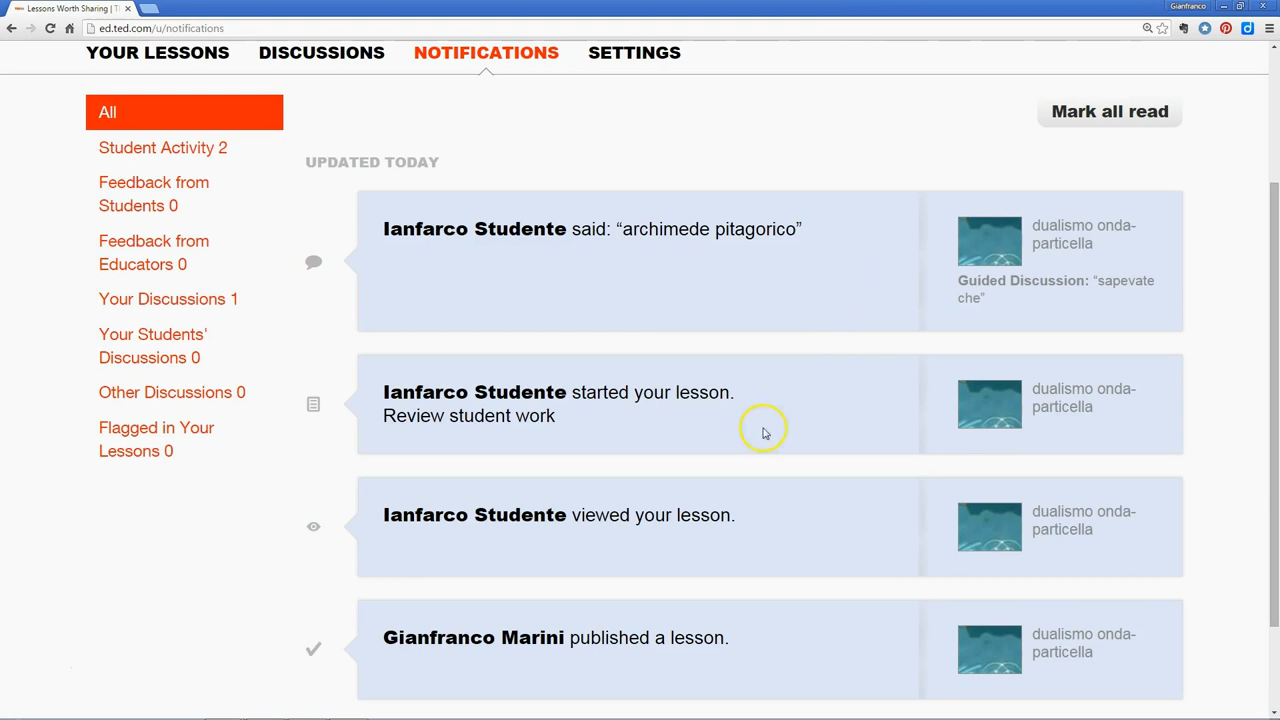 Lessons Worth Sharing | T
Gianfranco
ed.ted.com/u/notifications
YOUR LESSONS DISCUSSIONS NOTIFICATIONS SETTINGS
All
Student Activity 2
Feedback from
Students 0
Feedback from
Educators 0
Your Discussions 1
Your Students'
Discussions 0
Other Discussions 0
Flagged in Your
Lessons 0
Mark all read
UPDATED TODAY
Ianfarco Studente said: “archimede pitagorico”
dualismo onda-
particella
Guided Discussion: “sapevate
che”
Ianfarco Studente started your lesson.
Review student work
dualismo onda-
particella
Ianfarco Studente viewed your lesson.
dualismo onda-
particella
Gianfranco Marini published a lesson.
dualismo onda-
particella